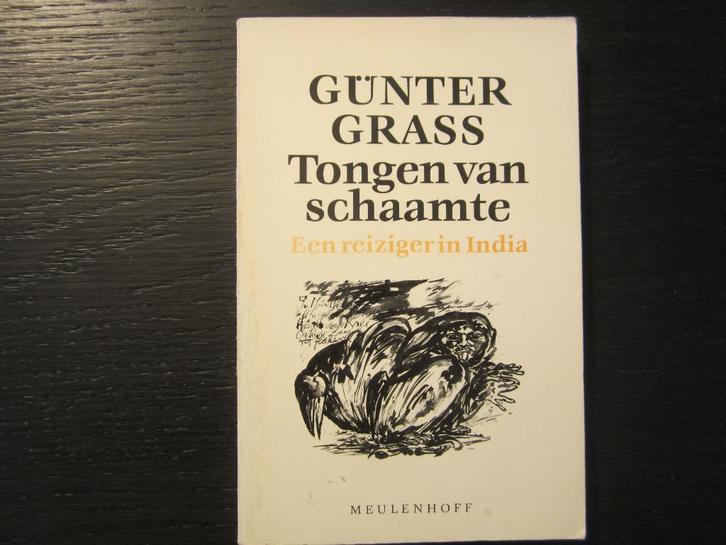 GÜNTER
GRASS
Tongen van
schaamte
Een reiziger in India
MEULENHOFF